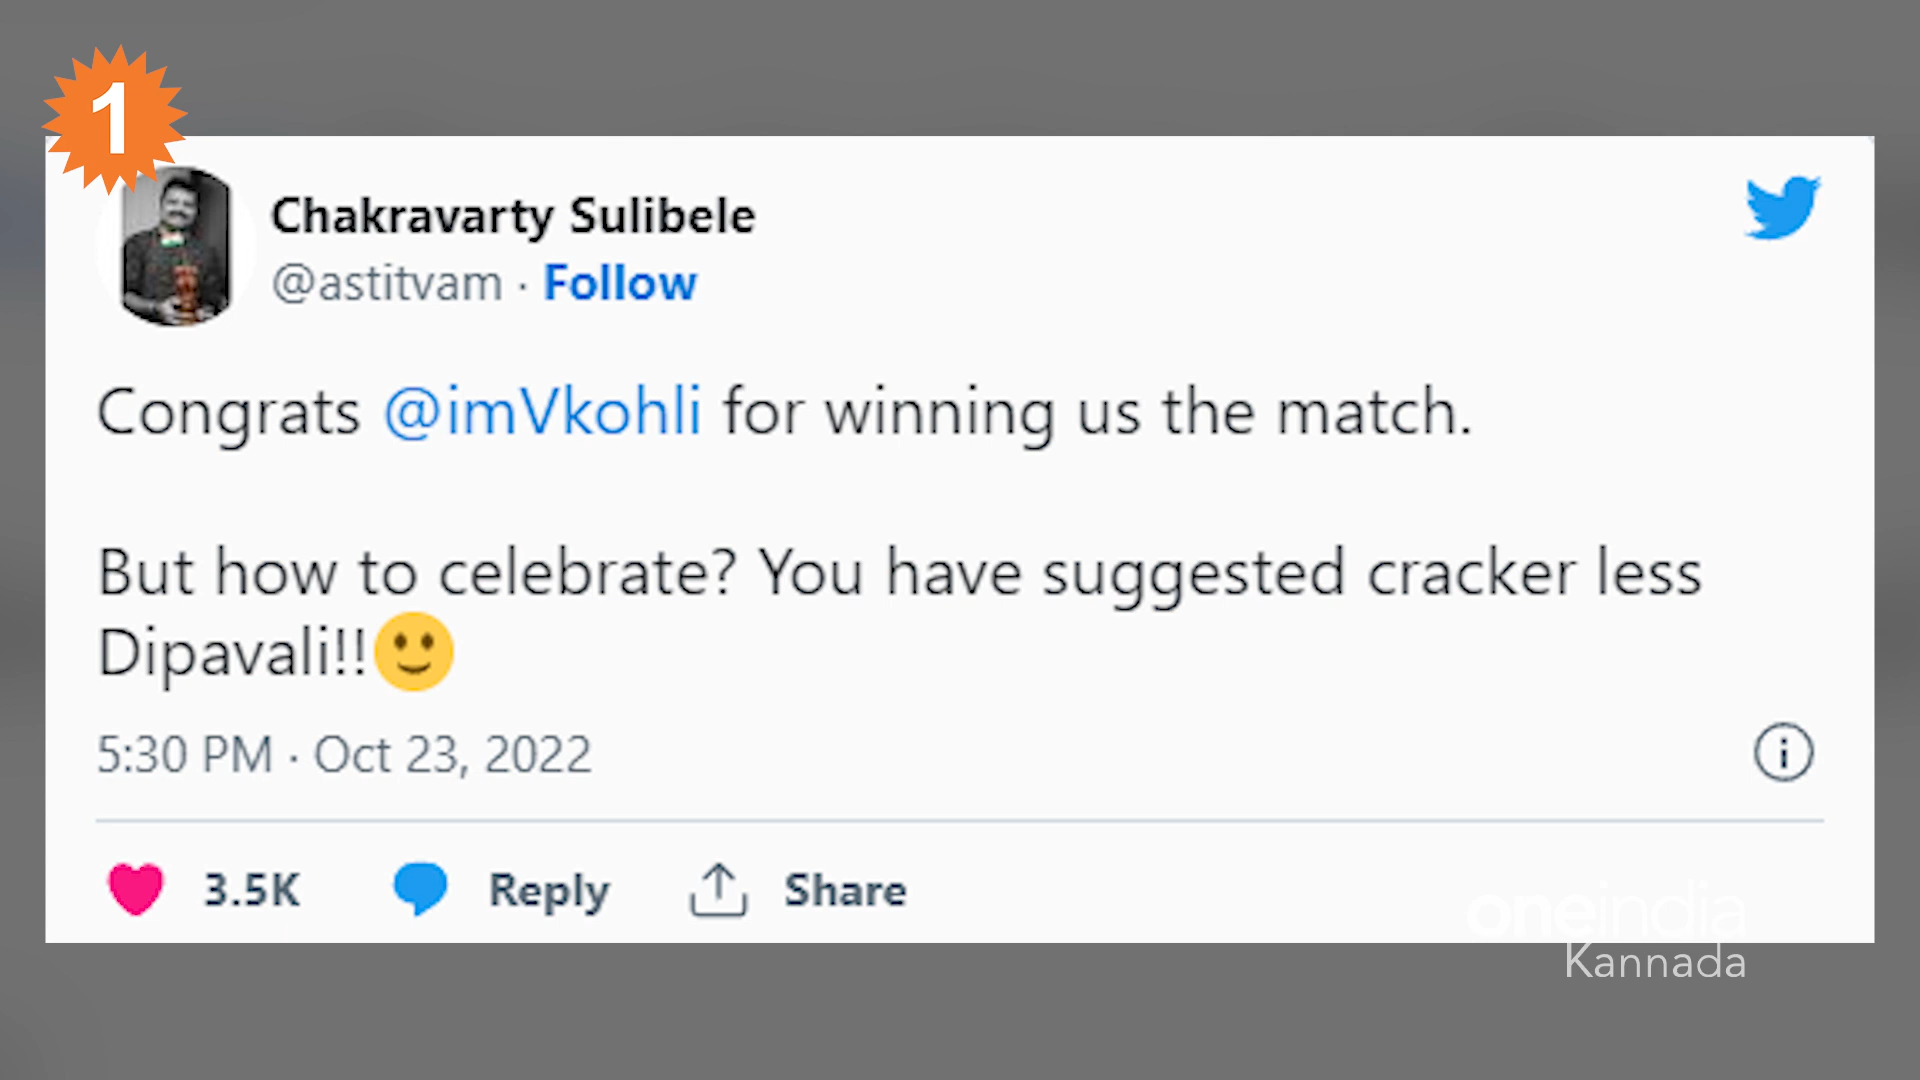 1
Chakravarty Sulibele
@astitvam · Follow
Congrats @imVkohli for winning us the match.
But how to celebrate? You have suggested cracker less
Dipavali!!🙂
5:30 PM · Oct 23, 2022
3.5K Reply Share
oneindia
Kannada